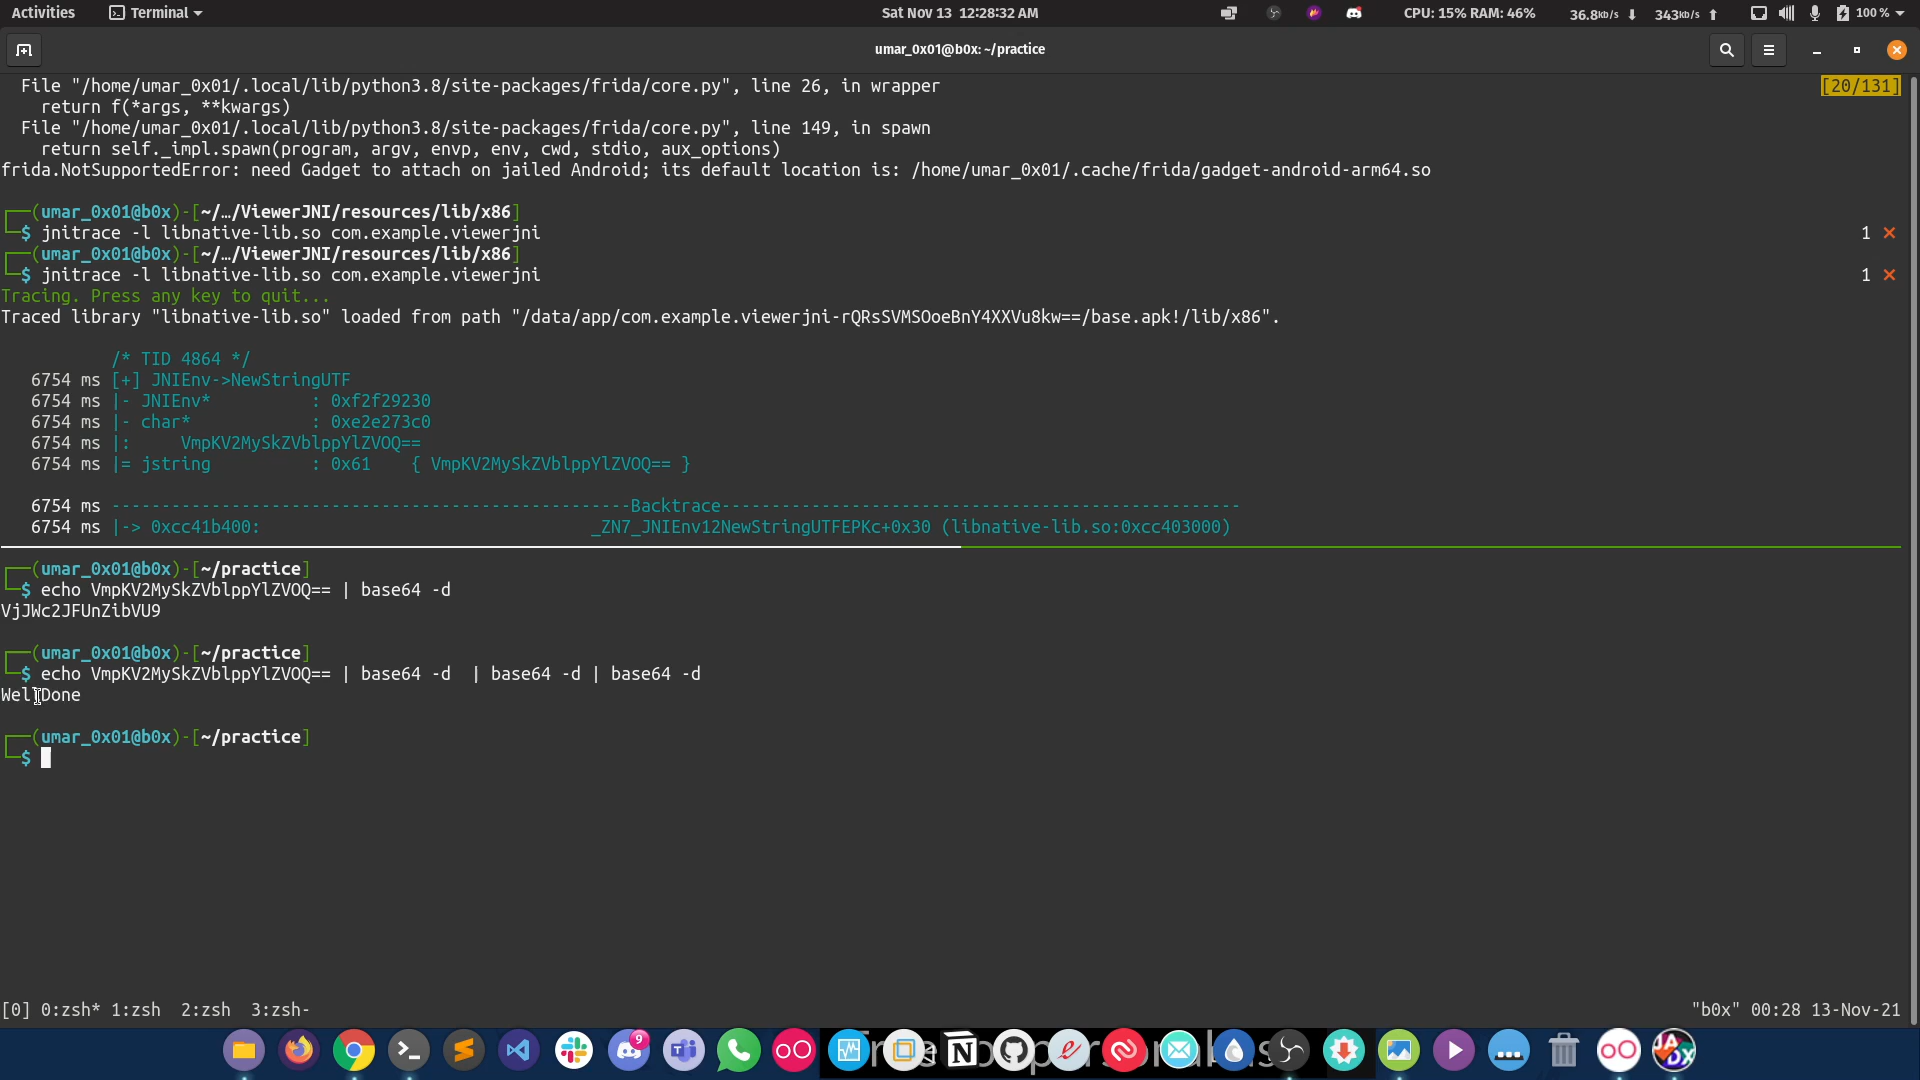 Activities Terminal Sat Nov 13 12:28:32 AM CPU: 15% RAM: 46% 36.8kb/s 343kb/s 100 %
umar_0x01@b0x: ~/practice
File "/home/umar_0x01/.local/lib/python3.8/site-packages/frida/core.py", line 26, in wrapper [20/131]
return f(*args, **kwargs)
File "/home/umar_0x01/.local/lib/python3.8/site-packages/frida/core.py", line 149, in spawn
return self._impl.spawn(program, argv, envp, env, cwd, stdio, aux_options)
frida.NotSupportedError: need Gadget to attach on jailed Android; its default location is: /home/umar_0x01/.cache/frida/gadget-android-arm64.so
(umar_0x01@b0x)-[~/…/ViewerJNI/resources/lib/x86]
$ jnitrace -l libnative-lib.so com.example.viewerjni 1 ✕
(umar_0x01@b0x)-[~/…/ViewerJNI/resources/lib/x86]
$ jnitrace -l libnative-lib.so com.example.viewerjni 1 ✕
Tracing. Press any key to quit...
Traced library "libnative-lib.so" loaded from path "/data/app/com.example.viewerjni-rQRsSVMSOoeBnY4XXVu8kw==/base.apk!/lib/x86".
/* TID 4864 */
6754 ms [+] JNIEnv->NewStringUTF
6754 ms |- JNIEnv* : 0xf2f29230
6754 ms |- char* : 0xe2e273c0
6754 ms |: VmpKV2MySkZVblppYlZVOQ==
6754 ms |= jstring : 0x61 { VmpKV2MySkZVblppYlZVOQ== }
6754 ms ----------------------------------------------------Backtrace----------------------------------------------------
6754 ms |-> 0xcc41b400: _ZN7_JNIEnv12NewStringUTFEPKc+0x30 (libnative-lib.so:0xcc403000)
(umar_0x01@b0x)-[~/practice]
$ echo VmpKV2MySkZVblppYlZVOQ== | base64 -d
VjJWc2JFUnZibVU9
(umar_0x01@b0x)-[~/practice]
$ echo VmpKV2MySkZVblppYlZVOQ== | base64 -d | base64 -d | base64 -d
WellDone
(umar_0x01@b0x)-[~/practice]
$
[0] 0:zsh* 1:zsh 2:zsh 3:zsh- "b0x" 00:28 13-Nov-21
9